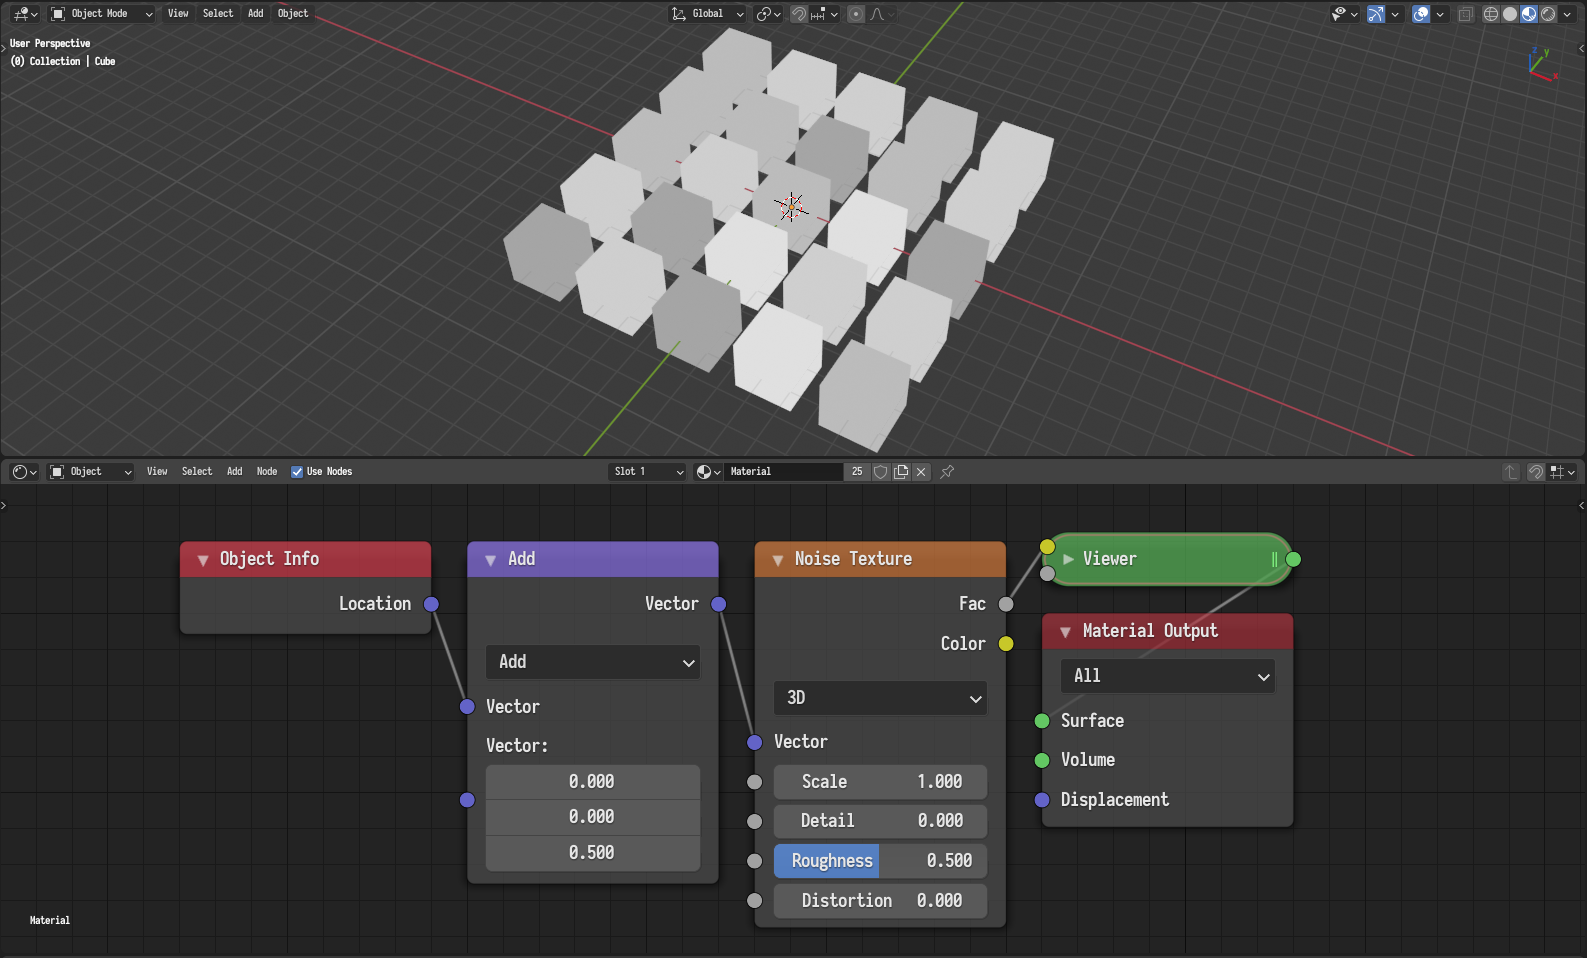 Object Mode View Select Add Object Global
User Perspective
(0) Collection | Cube
z
y
x
Object View Select Add Node Use Nodes Slot 1 Material 25
Object Info
Location
Add
Vector
Add
Vector
Vector:
0.000
0.000
0.500
Noise Texture
Fac
Color
3D
Vector
Scale 1.000
Detail 0.000
Roughness 0.500
Distortion 0.000
Viewer
Material Output
All
Surface
Volume
Displacement
Material